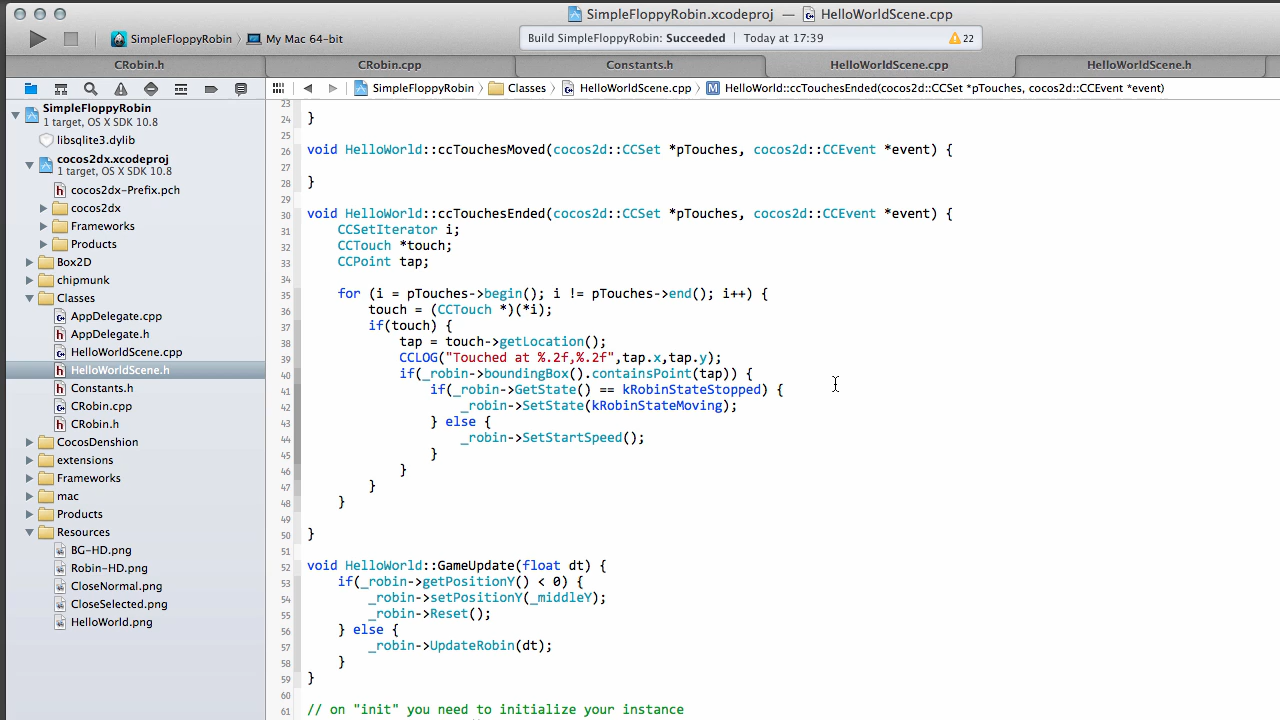 SimpleFloppyRobin.xcodeproj — HelloWorldScene.cpp
SimpleFloppyRobin My Mac 64-bit
Build SimpleFloppyRobin: Succeeded Today at 17:39 22
CRobin.h CRobin.cpp Constants.h HelloWorldScene.cpp HelloWorldScene.h
SimpleFloppyRobin Classes HelloWorldScene.cpp HelloWorld::ccTouchesEnded(cocos2d::CCSet *pTouches, cocos2d::CCEvent *event)
SimpleFloppyRobin
1 target, OS X SDK 10.8
libsqlite3.dylib
cocos2dx.xcodeproj
1 target, OS X SDK 10.8
cocos2dx-Prefix.pch
cocos2dx
Frameworks
Products
Box2D
chipmunk
Classes
AppDelegate.cpp
AppDelegate.h
HelloWorldScene.cpp
HelloWorldScene.h
Constants.h
CRobin.cpp
CRobin.h
CocosDenshion
extensions
Frameworks
mac
Products
Resources
BG-HD.png
Robin-HD.png
CloseNormal.png
CloseSelected.png
HelloWorld.png
23
24 }
25
26 void HelloWorld::ccTouchesMoved(cocos2d::CCSet *pTouches, cocos2d::CCEvent *event) {
27
28 }
29
30 void HelloWorld::ccTouchesEnded(cocos2d::CCSet *pTouches, cocos2d::CCEvent *event) {
31 CCSetIterator i;
32 CCTouch *touch;
33 CCPoint tap;
34
35 for (i = pTouches->begin(); i != pTouches->end(); i++) {
36 touch = (CCTouch *)(*i);
37 if(touch) {
38 tap = touch->getLocation();
39 CCLOG("Touched at %.2f,%.2f",tap.x,tap.y);
40 if(_robin->boundingBox().containsPoint(tap)) {
41 if(_robin->GetState() == kRobinStateStopped) {
42 _robin->SetState(kRobinStateMoving);
43 } else {
44 _robin->SetStartSpeed();
45 }
46 }
47 }
48 }
49
50 }
51
52 void HelloWorld::GameUpdate(float dt) {
53 if(_robin->getPositionY() < 0) {
54 _robin->setPositionY(_middleY);
55 _robin->Reset();
56 } else {
57 _robin->UpdateRobin(dt);
58 }
59 }
60
61 // on "init" you need to initialize your instance